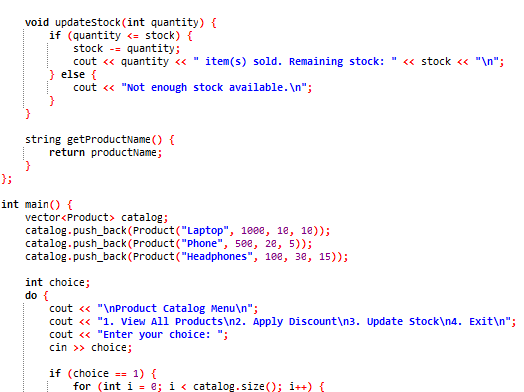 void updateStock(int quantity) {
if (quantity <= stock) {
stock -= quantity;
cout << quantity << " item(s) sold. Remaining stock: " << stock << "\n";
} else {
cout << "Not enough stock available.\n";
}
}
string getProductName() {
return productName;
}
};
int main() {
vector<Product> catalog;
catalog.push_back(Product("Laptop", 1000, 10, 10));
catalog.push_back(Product("Phone", 500, 20, 5));
catalog.push_back(Product("Headphones", 100, 30, 15));
int choice;
do {
cout << "\nProduct Catalog Menu\n";
cout << "1. View All Products\n2. Apply Discount\n3. Update Stock\n4. Exit\n";
cout << "Enter your choice: ";
cin >> choice;
if (choice == 1) {
for (int i = 0; i < catalog.size(); i++) {